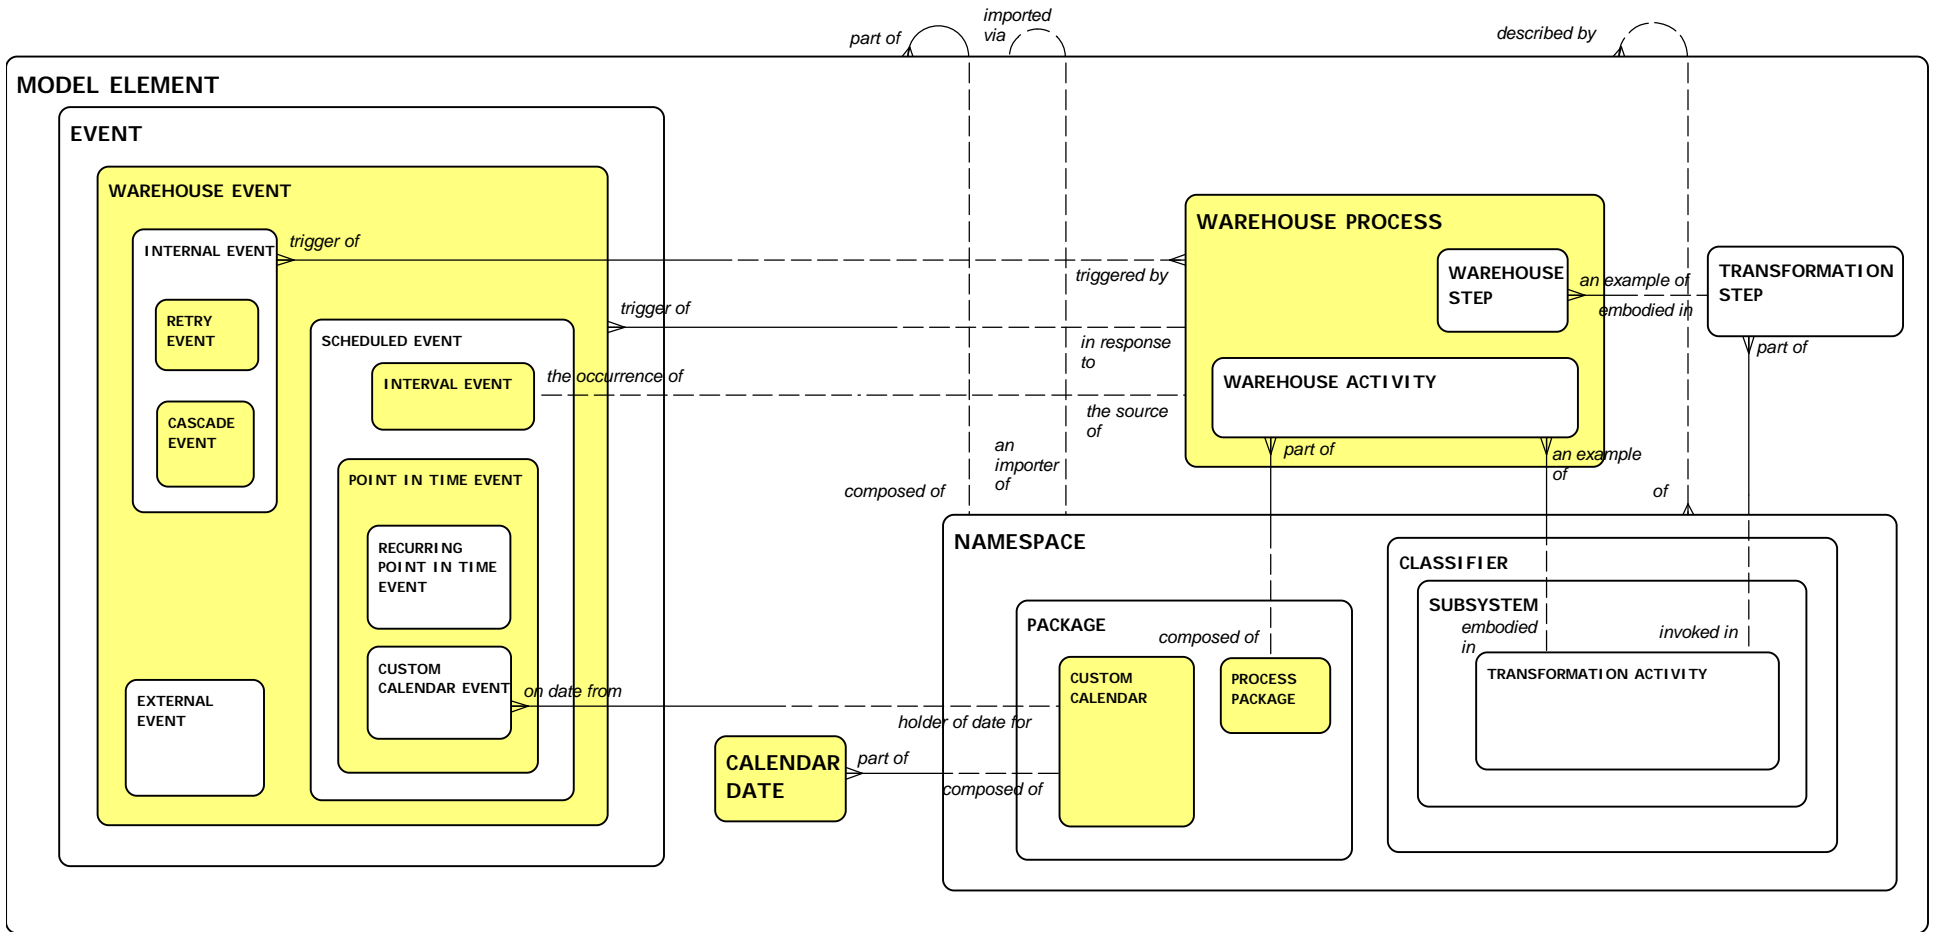 part of
imported
via
described by
MODEL ELEMENT
EVENT
WAREHOUSE EVENT
INTERNAL EVENT
trigger of
RETRY
EVENT
CASCADE
EVENT
EXTERNAL
EVENT
SCHEDULED EVENT
INTERVAL EVENT
POINT IN TIME EVENT
RECURRING
POINT IN TIME
EVENT
CUSTOM
CALENDAR EVENT
trigger of
the occurrence of
on date from
triggered by
in response
to
the source
of
WAREHOUSE PROCESS
WAREHOUSE
STEP
an example of
embodied in
TRANSFORMATION
STEP
part of
WAREHOUSE ACTIVITY
part of
an example
of
of
an
importer
of
composed of
NAMESPACE
PACKAGE
composed of
CUSTOM
CALENDAR
PROCESS
PACKAGE
holder of date for
CALENDAR
DATE
part of
composed of
CLASSIFIER
SUBSYSTEM
embodied
in
invoked in
TRANSFORMATION ACTIVITY